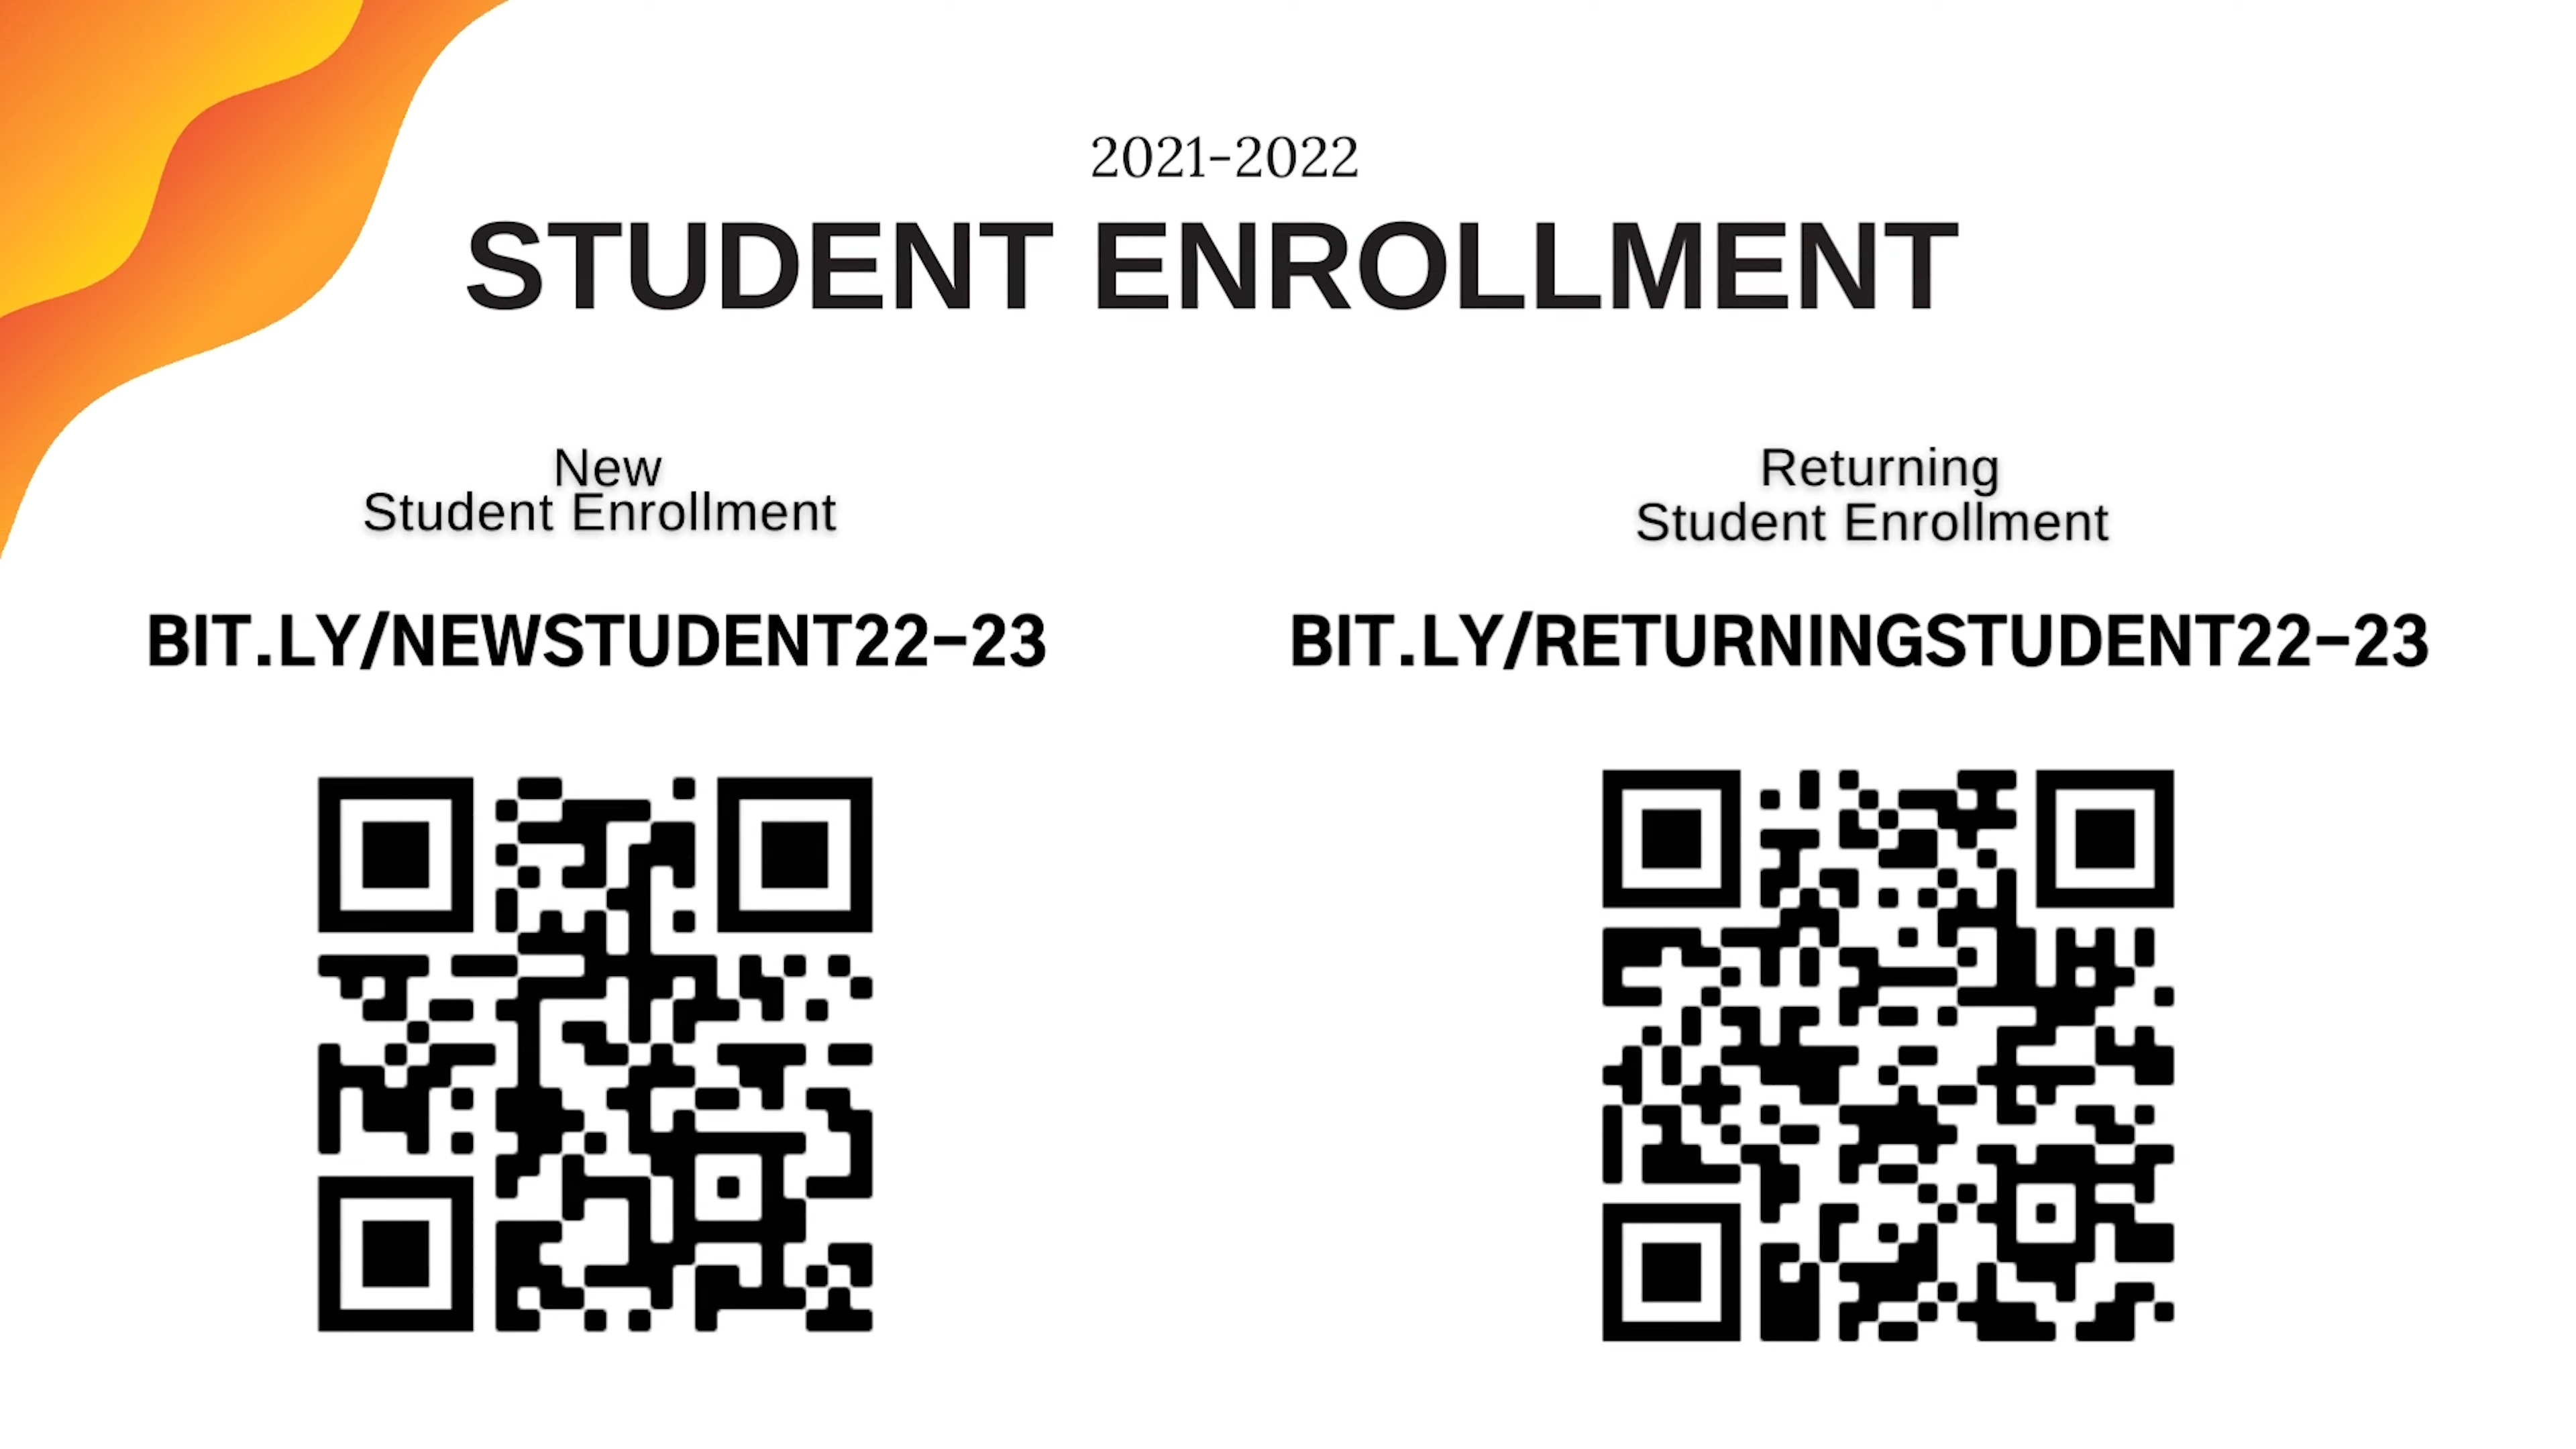 2021-2022
STUDENT ENROLLMENT
New
Student Enrollment
BIT.LY/NEWSTUDENT22-23
Returning
Student Enrollment
BIT.LY/RETURNINGSTUDENT22-23